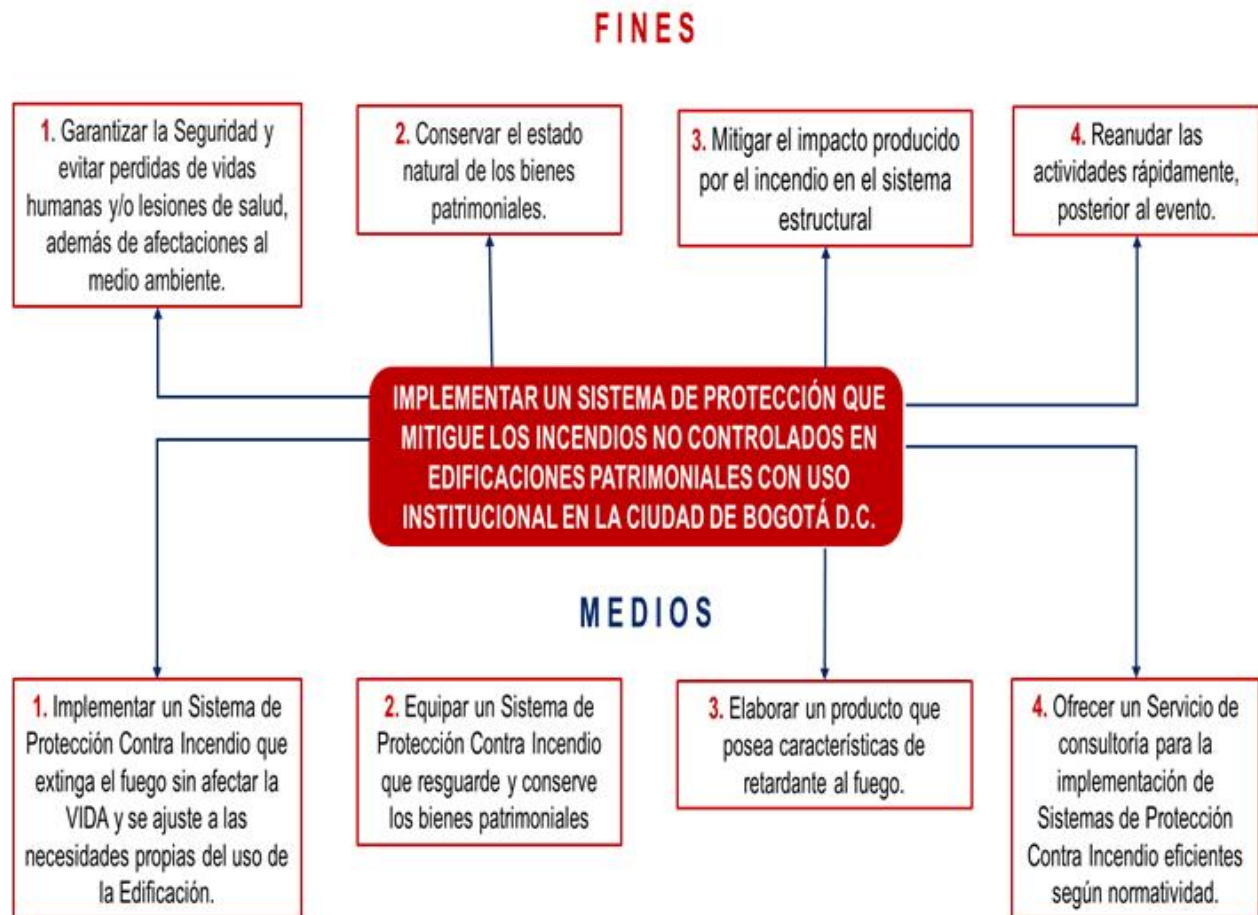 FINES
1. Garantizar la Seguridad y
evitar perdidas de vidas
humanas y/o lesiones de salud,
además de afectaciones al
medio ambiente.
2. Conservar el estado
natural de los bienes
patrimoniales.
3. Mitigar el impacto producido
por el incendio en el sistema
estructural
4. Reanudar las
actividades rápidamente,
posterior al evento.
IMPLEMENTAR UN SISTEMA DE PROTECCIÓN QUE
MITIGUE LOS INCENDIOS NO CONTROLADOS EN
EDIFICACIONES PATRIMONIALES CON USO
INSTITUCIONAL EN LA CIUDAD DE BOGOTÁ D.C.
MEDIOS
1. Implementar un Sistema de
Protección Contra Incendio que
extinga el fuego sin afectar la
VIDA y se ajuste a las
necesidades propias del uso de
la Edificación.
2. Equipar un Sistema de
Protección Contra Incendio
que resguarde y conserve
los bienes patrimoniales
3. Elaborar un producto que
posea características de
retardante al fuego.
4. Ofrecer un Servicio de
consultoría para la
implementación de
Sistemas de Protección
Contra Incendio eficientes
según normatividad.